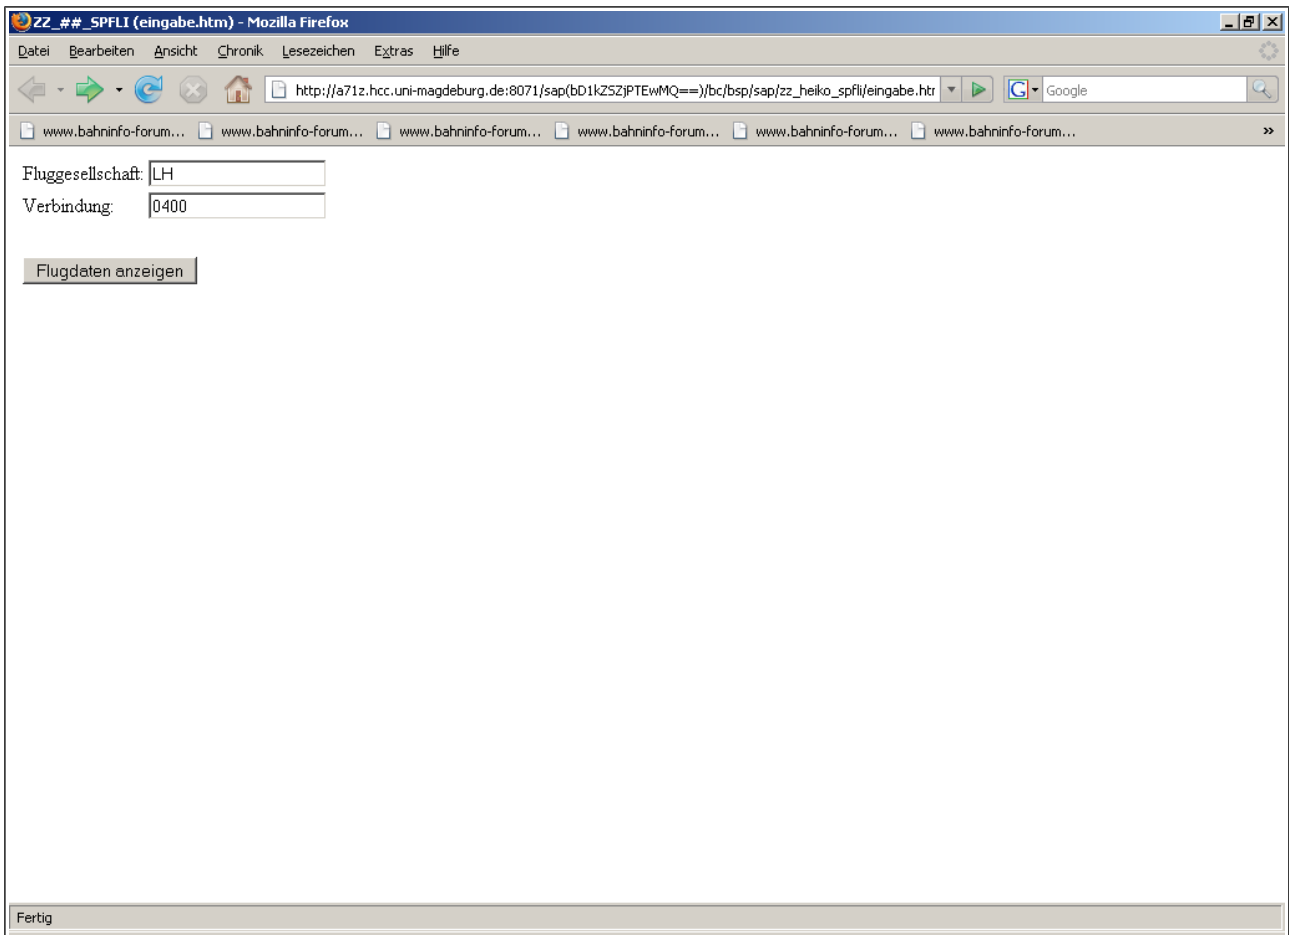 ZZ_##_SPFLI (eingabe.htm) - Mozilla Firefox
Datei Bearbeiten Ansicht Chronik Lesezeichen Extras Hilfe
http://a71z.hcc.uni-magdeburg.de:8071/sap(bD1kZSZjPTEwMQ==)/bc/bsp/sap/zz_heiko_spfli/eingabe.htr G Google
www.bahninfo-forum... www.bahninfo-forum... www.bahninfo-forum... www.bahninfo-forum... www.bahninfo-forum... www.bahninfo-forum... »
Fluggesellschaft: LH
Verbindung: 0400
Flugdaten anzeigen
Fertig